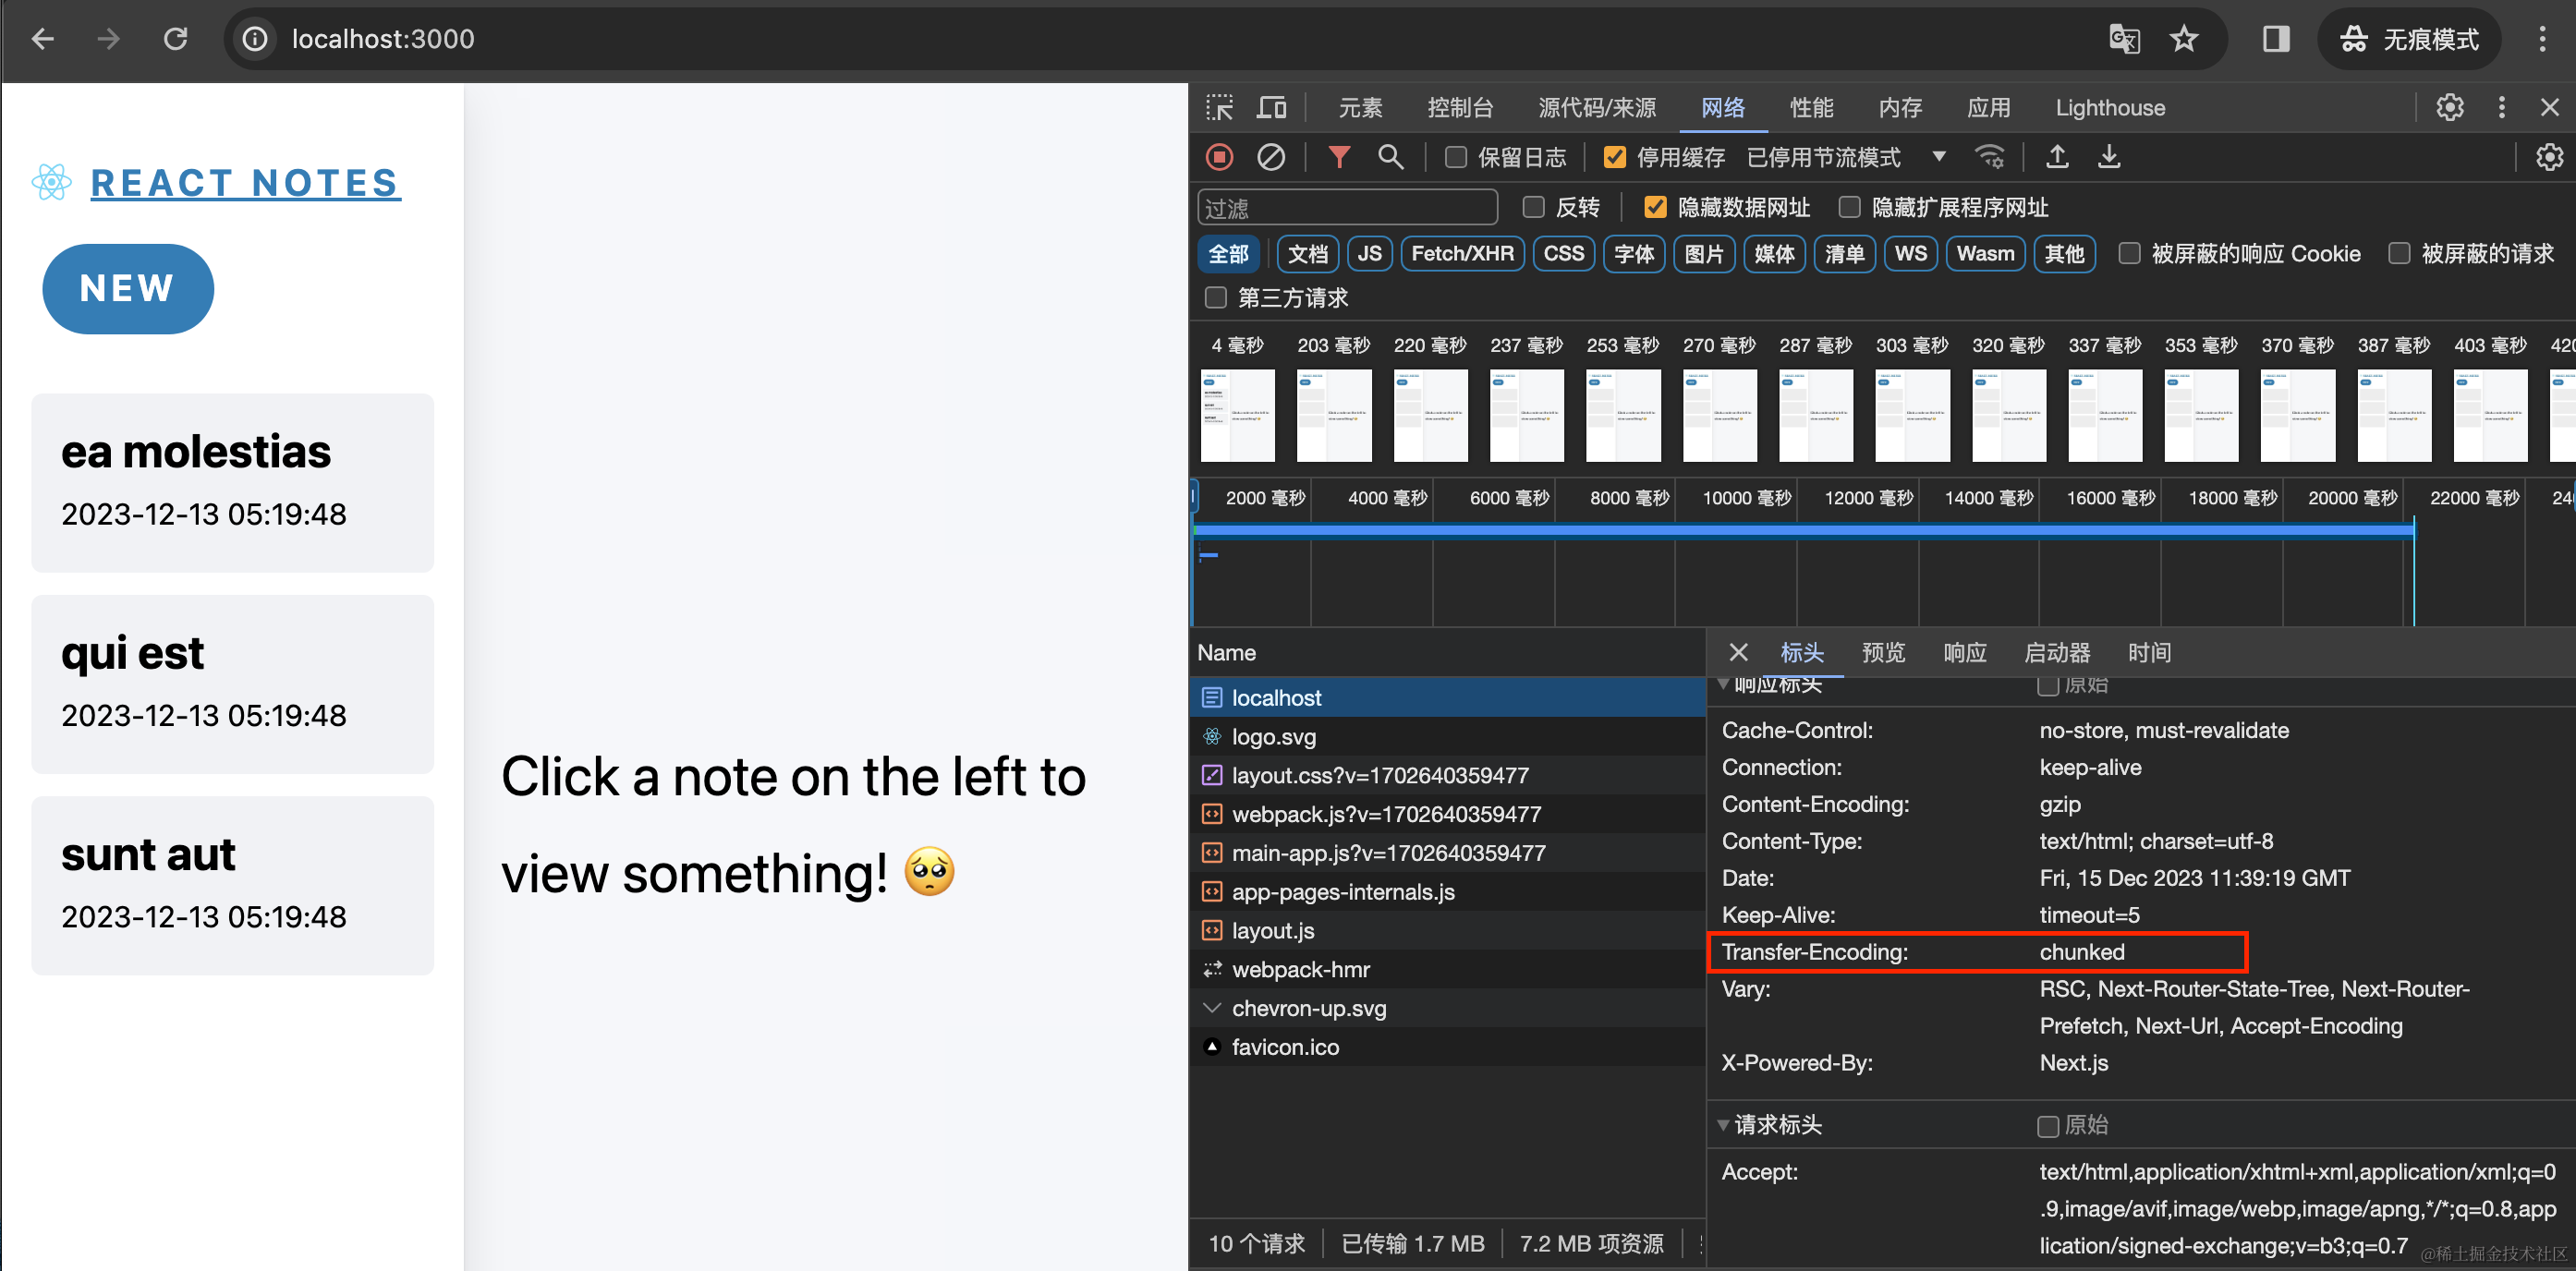 localhost:3000
无痕模式
REACT NOTES
NEW
ea molestias
2023-12-13 05:19:48
qui est
2023-12-13 05:19:48
sunt aut
2023-12-13 05:19:48
Click a note on the left to
view something! 🥺
元素 控制台 源代码/来源 网络 性能 内存 应用 Lighthouse
保留日志 停用缓存 已停用节流模式
过滤 反转 隐藏数据网址 隐藏扩展程序网址
全部 文档 JS Fetch/XHR CSS 字体 图片 媒体 清单 WS Wasm 其他 被屏蔽的响应 Cookie 被屏蔽的请求
第三方请求
4 毫秒 203 毫秒 220 毫秒 237 毫秒 253 毫秒 270 毫秒 287 毫秒 303 毫秒 320 毫秒 337 毫秒 353 毫秒 370 毫秒 387 毫秒 403 毫秒 420
2000 毫秒 4000 毫秒 6000 毫秒 8000 毫秒 10000 毫秒 12000 毫秒 14000 毫秒 16000 毫秒 18000 毫秒 20000 毫秒 22000 毫秒 24
Name
localhost
logo.svg
layout.css?v=1702640359477
webpack.js?v=1702640359477
main-app.js?v=1702640359477
app-pages-internals.js
layout.js
webpack-hmr
chevron-up.svg
favicon.ico
10 个请求 已传输 1.7 MB 7.2 MB 项资源
标头 预览 响应 启动器 时间
响应标头 原始
Cache-Control: no-store, must-revalidate
Connection: keep-alive
Content-Encoding: gzip
Content-Type: text/html; charset=utf-8
Date: Fri, 15 Dec 2023 11:39:19 GMT
Keep-Alive: timeout=5
Transfer-Encoding: chunked
Vary: RSC, Next-Router-State-Tree, Next-Router-
Prefetch, Next-Url, Accept-Encoding
X-Powered-By: Next.js
请求标头 原始
Accept: text/html,application/xhtml+xml,application/xml;q=0
.9,image/avif,image/webp,image/apng,*/*;q=0.8,app
lication/signed-exchange;v=b3;q=0.7
@稀土掘金技术社区